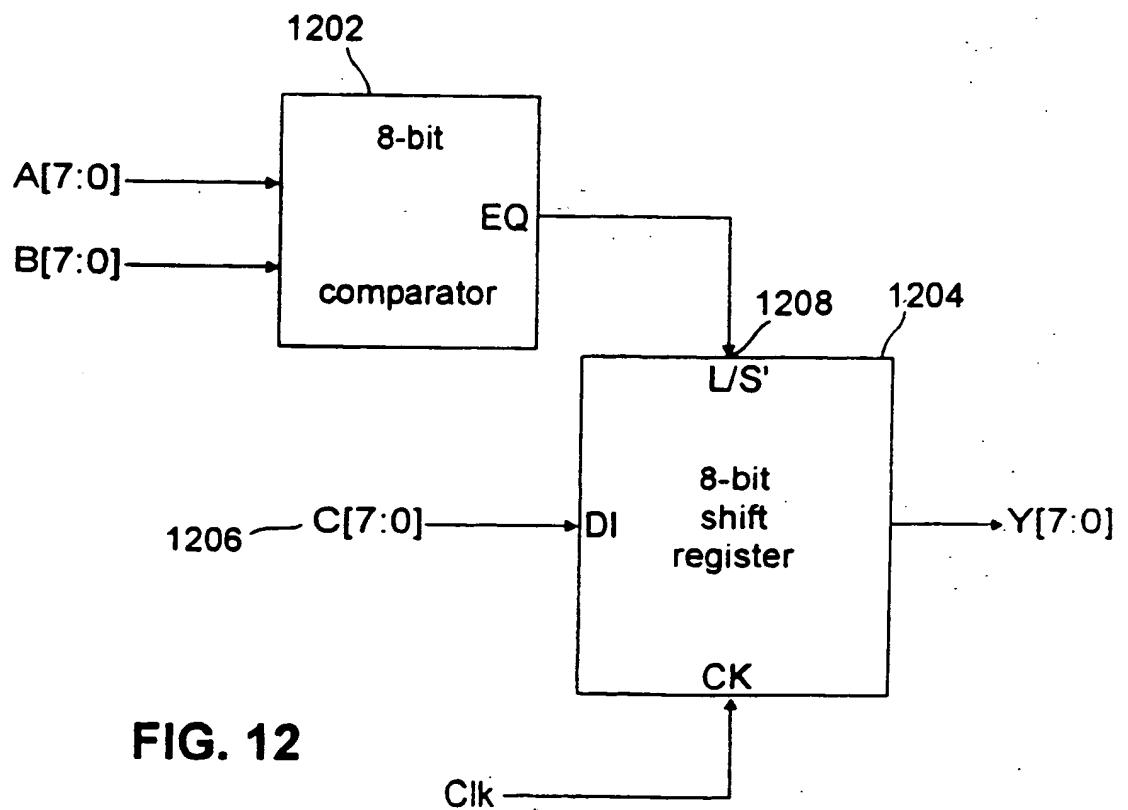 1202
8-bit
A[7:0]
EQ
B[7:0]
comparator
1208
1204
L/S'
8-bit
shift
register
1206
C[7:0]
DI
Y[7:0]
CK
FIG. 12
Clk